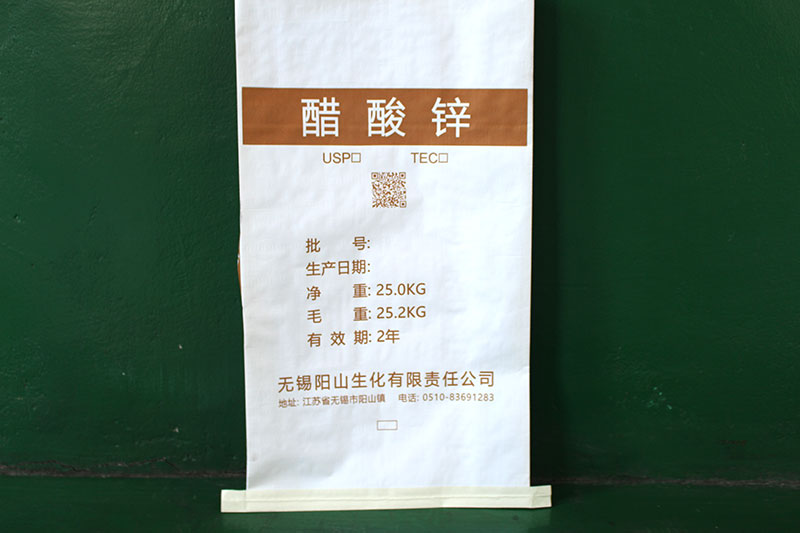 醋酸锌
USP□ TEC□
批 号:
生产日期:
净 重: 25.0KG
毛 重: 25.2KG
有 效 期: 2年
无锡阳山生化有限责任公司
地址: 江苏省无锡市阳山镇 电话: 0510-83691283